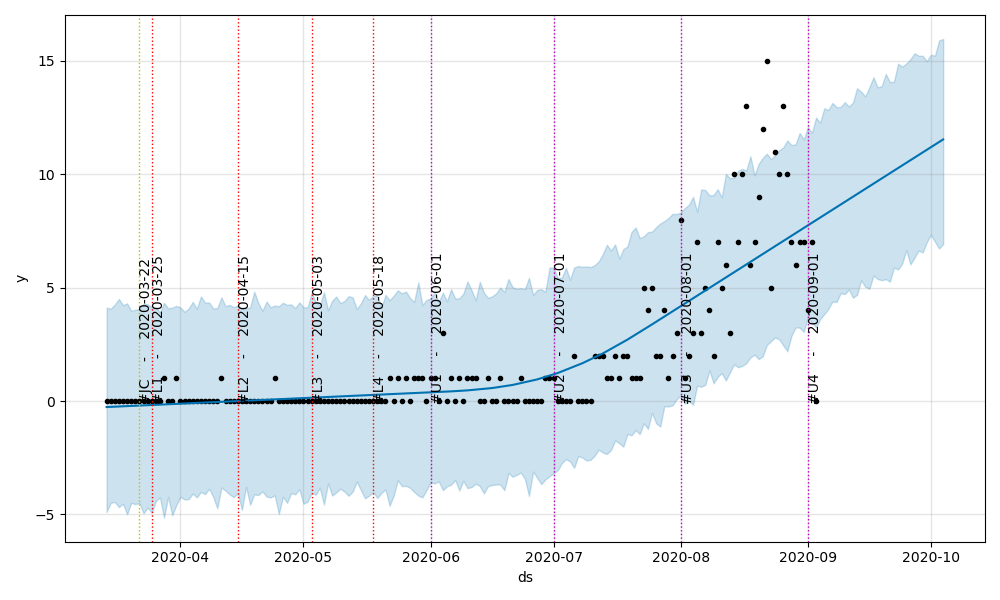 y
15
10
5
0
−5
#JC - 2020-03-22
#L1 - 2020-03-25
#L2 - 2020-04-15
#L3 - 2020-05-03
#L4 - 2020-05-18
#U1 - 2020-06-01
#U2 - 2020-07-01
#U3 - 2020-08-01
#U4 - 2020-09-01
2020-04
2020-05
2020-06
2020-07
2020-08
2020-09
2020-10
ds